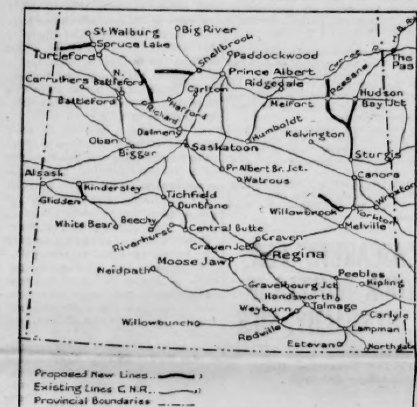 St Walburg
Big River
Spruce Lake
Shellbrook
Paddockwood
Turtleford
Prince Albert
The Pas
Carruthers
N. Battleford
Ridgedale
Peesane
Battleford
Orchard
Hafford
Carlton
Melfort
Hudson Bay Jct
Dalmeny
Humboldt
Oban
Biggar
Saskatoon
Kelvington
Sturgis
Pr Albert Br. Jct.
Canora
Alsask
Watrous
Kindersley
Tichfield
Willowbrook
Wroxton
Glidden
Dunblane
Yorkton
White Bear
Beechy
Riverhurst
Central Butte
Melville
Craven Jct
Craven
Moose Jaw
Regina
Neidpath
Peebles
Gravelbourg Jct
Kipling
Handsworth
Weyburn
Talmage
Willowbunch
Carlyle
Radville
Lampman
Estevan
Northgate
Proposed New Lines
Existing Lines C.N.R.
Provincial Boundaries